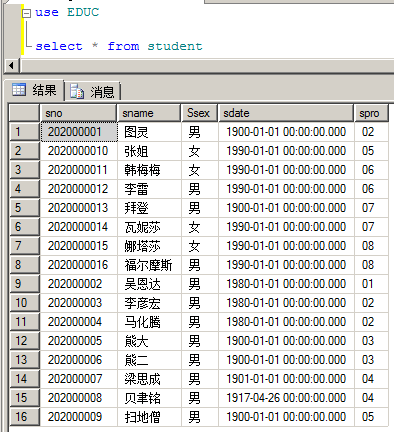 use EDUC
select * from student
结果 消息
sno sname Ssex sdate spro
1 202000001 图灵 男 1900-01-01 00:00:00.000 02
2 2020000010 张姐 女 1990-01-01 00:00:00.000 05
3 2020000011 韩梅梅 女 1990-01-01 00:00:00.000 06
4 2020000012 李雷 男 1990-01-01 00:00:00.000 06
5 2020000013 拜登 男 1900-01-01 00:00:00.000 07
6 2020000014 瓦妮莎 女 1990-01-01 00:00:00.000 07
7 2020000015 娜塔莎 女 1990-01-01 00:00:00.000 08
8 2020000016 福尔摩斯 男 1990-01-01 00:00:00.000 08
9 202000002 吴恩达 男 1980-01-01 00:00:00.000 01
10 202000003 李彦宏 男 1980-01-01 00:00:00.000 02
11 202000004 马化腾 男 1980-01-01 00:00:00.000 02
12 202000005 熊大 男 1900-01-01 00:00:00.000 03
13 202000006 熊二 男 1900-01-01 00:00:00.000 03
14 202000007 梁思成 男 1901-01-01 00:00:00.000 04
15 202000008 贝聿铭 男 1917-04-26 00:00:00.000 04
16 202000009 扫地僧 男 1900-01-01 00:00:00.000 05